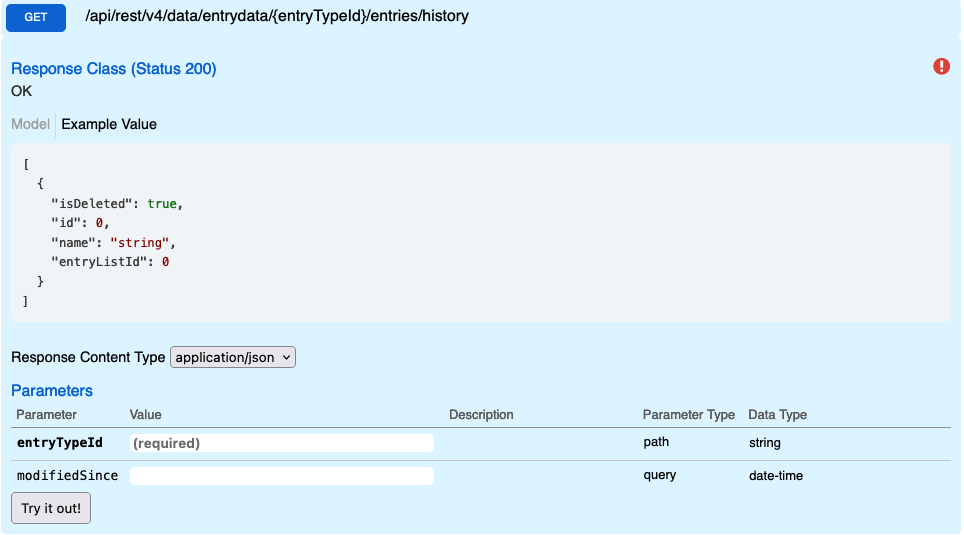 GET /api/rest/v4/data/entrydata/{entryTypeId}/entries/history
Response Class (Status 200)
OK
Model Example Value
[
{
"isDeleted": true,
"id": 0,
"name": "string",
"entryListId": 0
}
]
Response Content Type application/json
Parameters
Parameter Value Description Parameter Type Data Type
entryTypeId (required) path string
modifiedSince query date-time
Try it out!